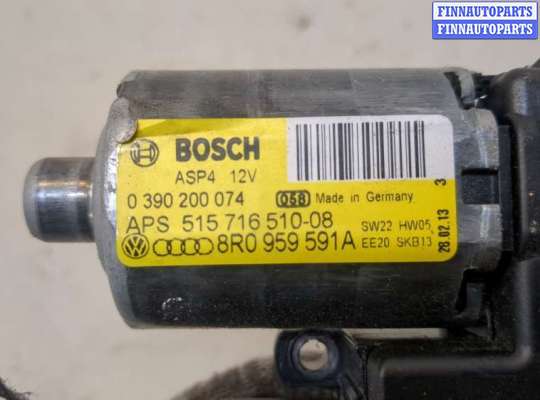 FINNAUTOPARTS
FINNAUTOPARTS
BOSCH
ASP4 12V
0 390 200 074 058 Made in Germany
APS 515 716 510-08 SW22 HW05
8R0 959 591A EE20 SKB13
28.02.13 3